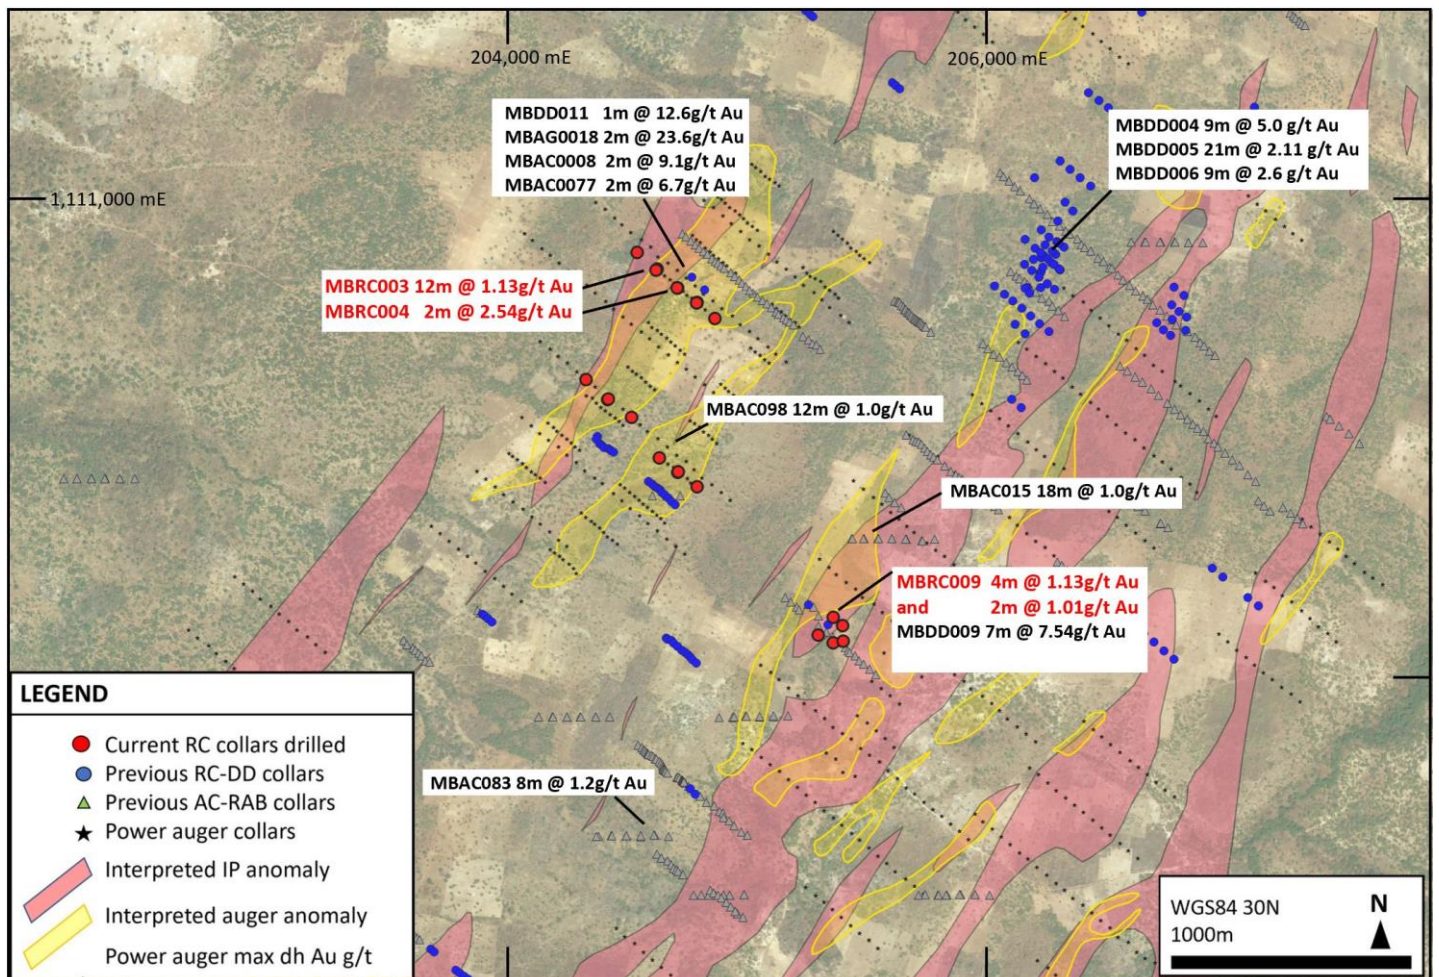 204,000 mE
206,000 mE
MBDD011 1m @ 12.6g/t Au
MBAG0018 2m @ 23.6g/t Au
MBAC0008 2m @ 9.1g/t Au
MBAC0077 2m @ 6.7g/t Au
MBDD004 9m @ 5.0 g/t Au
MBDD005 21m @ 2.11 g/t Au
MBDD006 9m @ 2.6 g/t Au
1,111,000 mE
MBRC003 12m @ 1.13g/t Au
MBRC004 2m @ 2.54g/t Au
MBAC098 12m @ 1.0g/t Au
MBAC015 18m @ 1.0g/t Au
MBRC009 4m @ 1.13g/t Au
and 2m @ 1.01g/t Au
MBDD009 7m @ 7.54g/t Au
MBAC083 8m @ 1.2g/t Au
LEGEND
Current RC collars drilled
Previous RC-DD collars
Previous AC-RAB collars
Power auger collars
Interpreted IP anomaly
Interpreted auger anomaly
Power auger max dh Au g/t
WGS84 30N
1000m
N